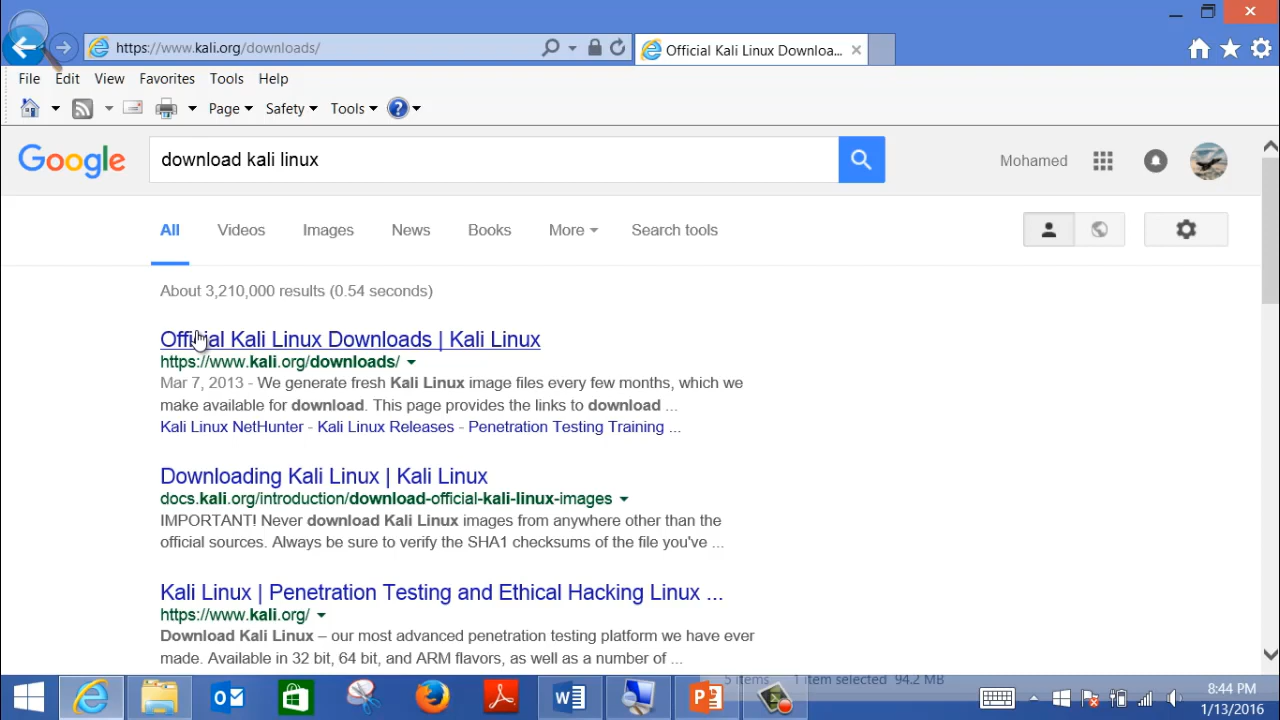 https://www.kali.org/downloads/
Official Kali Linux Downloa...
File Edit View Favorites Tools Help
Page Safety Tools
Google
download kali linux
Mohamed
All Videos Images News Books More Search tools
About 3,210,000 results (0.54 seconds)
Official Kali Linux Downloads | Kali Linux
https://www.kali.org/downloads/
Mar 7, 2013 - We generate fresh Kali Linux image files every few months, which we
make available for download. This page provides the links to download ...
Kali Linux NetHunter - Kali Linux Releases - Penetration Testing Training ...
Downloading Kali Linux | Kali Linux
docs.kali.org/introduction/download-official-kali-linux-images
IMPORTANT! Never download Kali Linux images from anywhere other than the
official sources. Always be sure to verify the SHA1 checksums of the file you've ...
Kali Linux | Penetration Testing and Ethical Hacking Linux ...
https://www.kali.org/
Download Kali Linux – our most advanced penetration testing platform we have ever
made. Available in 32 bit, 64 bit, and ARM flavors, as well as a number of ...
5 items 1 item selected 94.2 MB
8:44 PM
1/13/2016